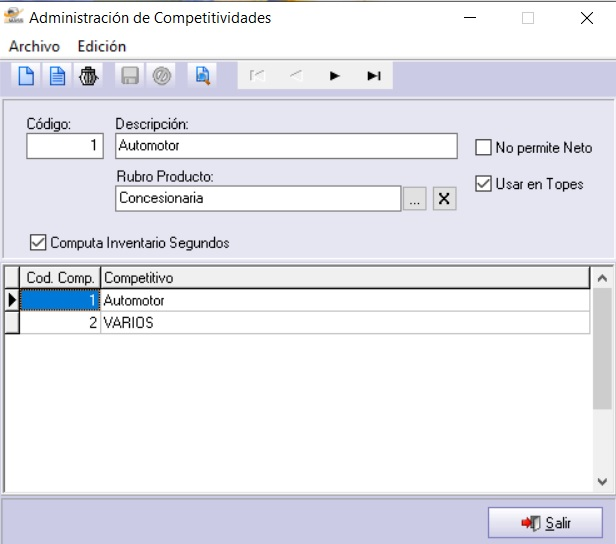 Administración de Competitividades
Archivo Edición
Código: Descripción:
1 Automotor
No permite Neto
Rubro Producto:
Usar en Topes
Concesionaria ... X
Computa Inventario Segundos
Cod. Comp. Competitivo
1 Automotor
2 VARIOS
Salir